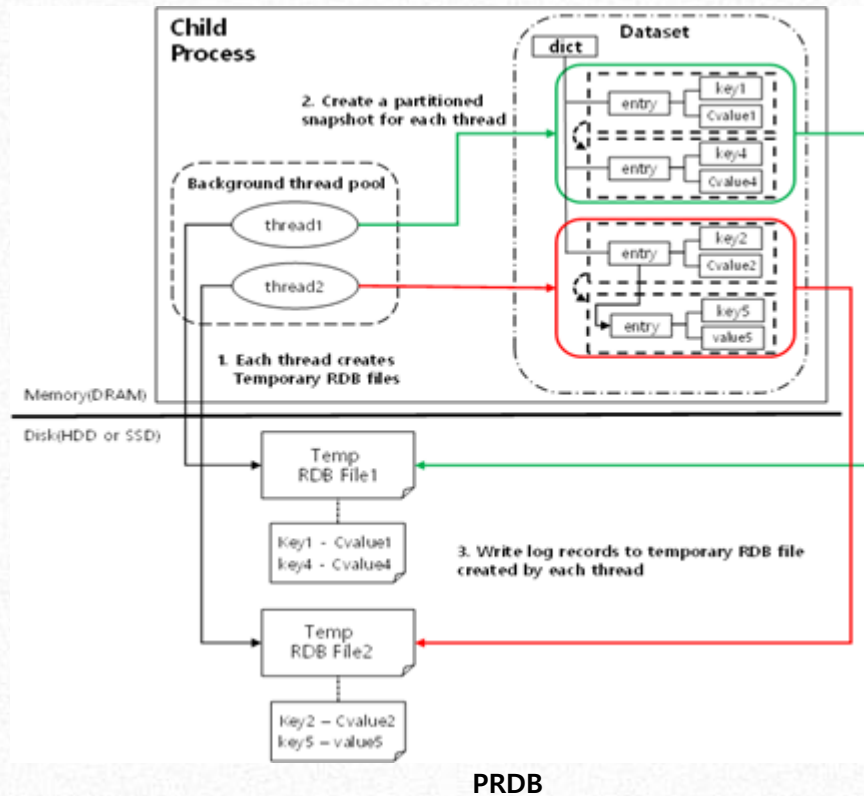 Child
Process
Dataset
dict
2. Create a partitioned
snapshot for each thread
entry
key1
Cvalue1
entry
key4
Cvalue4
Background thread pool
thread1
thread2
entry
key2
Cvalue2
entry
key5
value5
1. Each thread creates
Temporary RDB files
Memory(DRAM)
Disk(HDD or SSD)
Temp
RDB File1
Key1 - Cvalue1
key4 - Cvalue4
3. Write log records to temporary RDB file
created by each thread
Temp
RDB File2
Key2 – Cvalue2
key5 – value5
PRDB